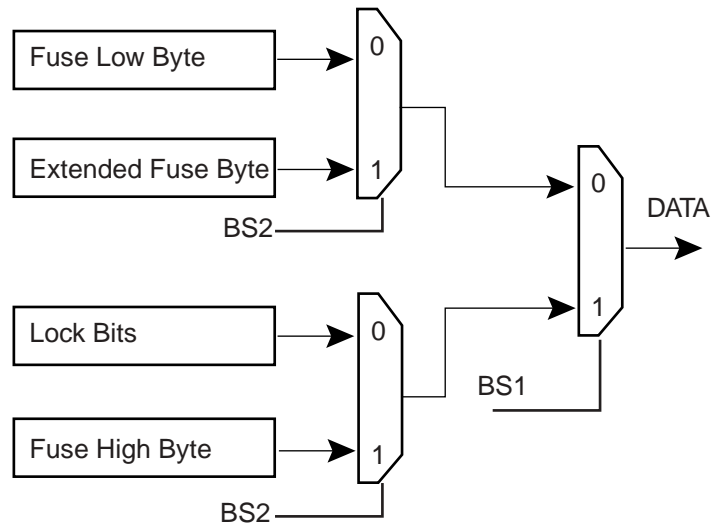 Fuse Low Byte
0
Extended Fuse Byte
1
BS2
0
DATA
1
Lock Bits
0
BS1
Fuse High Byte
1
BS2